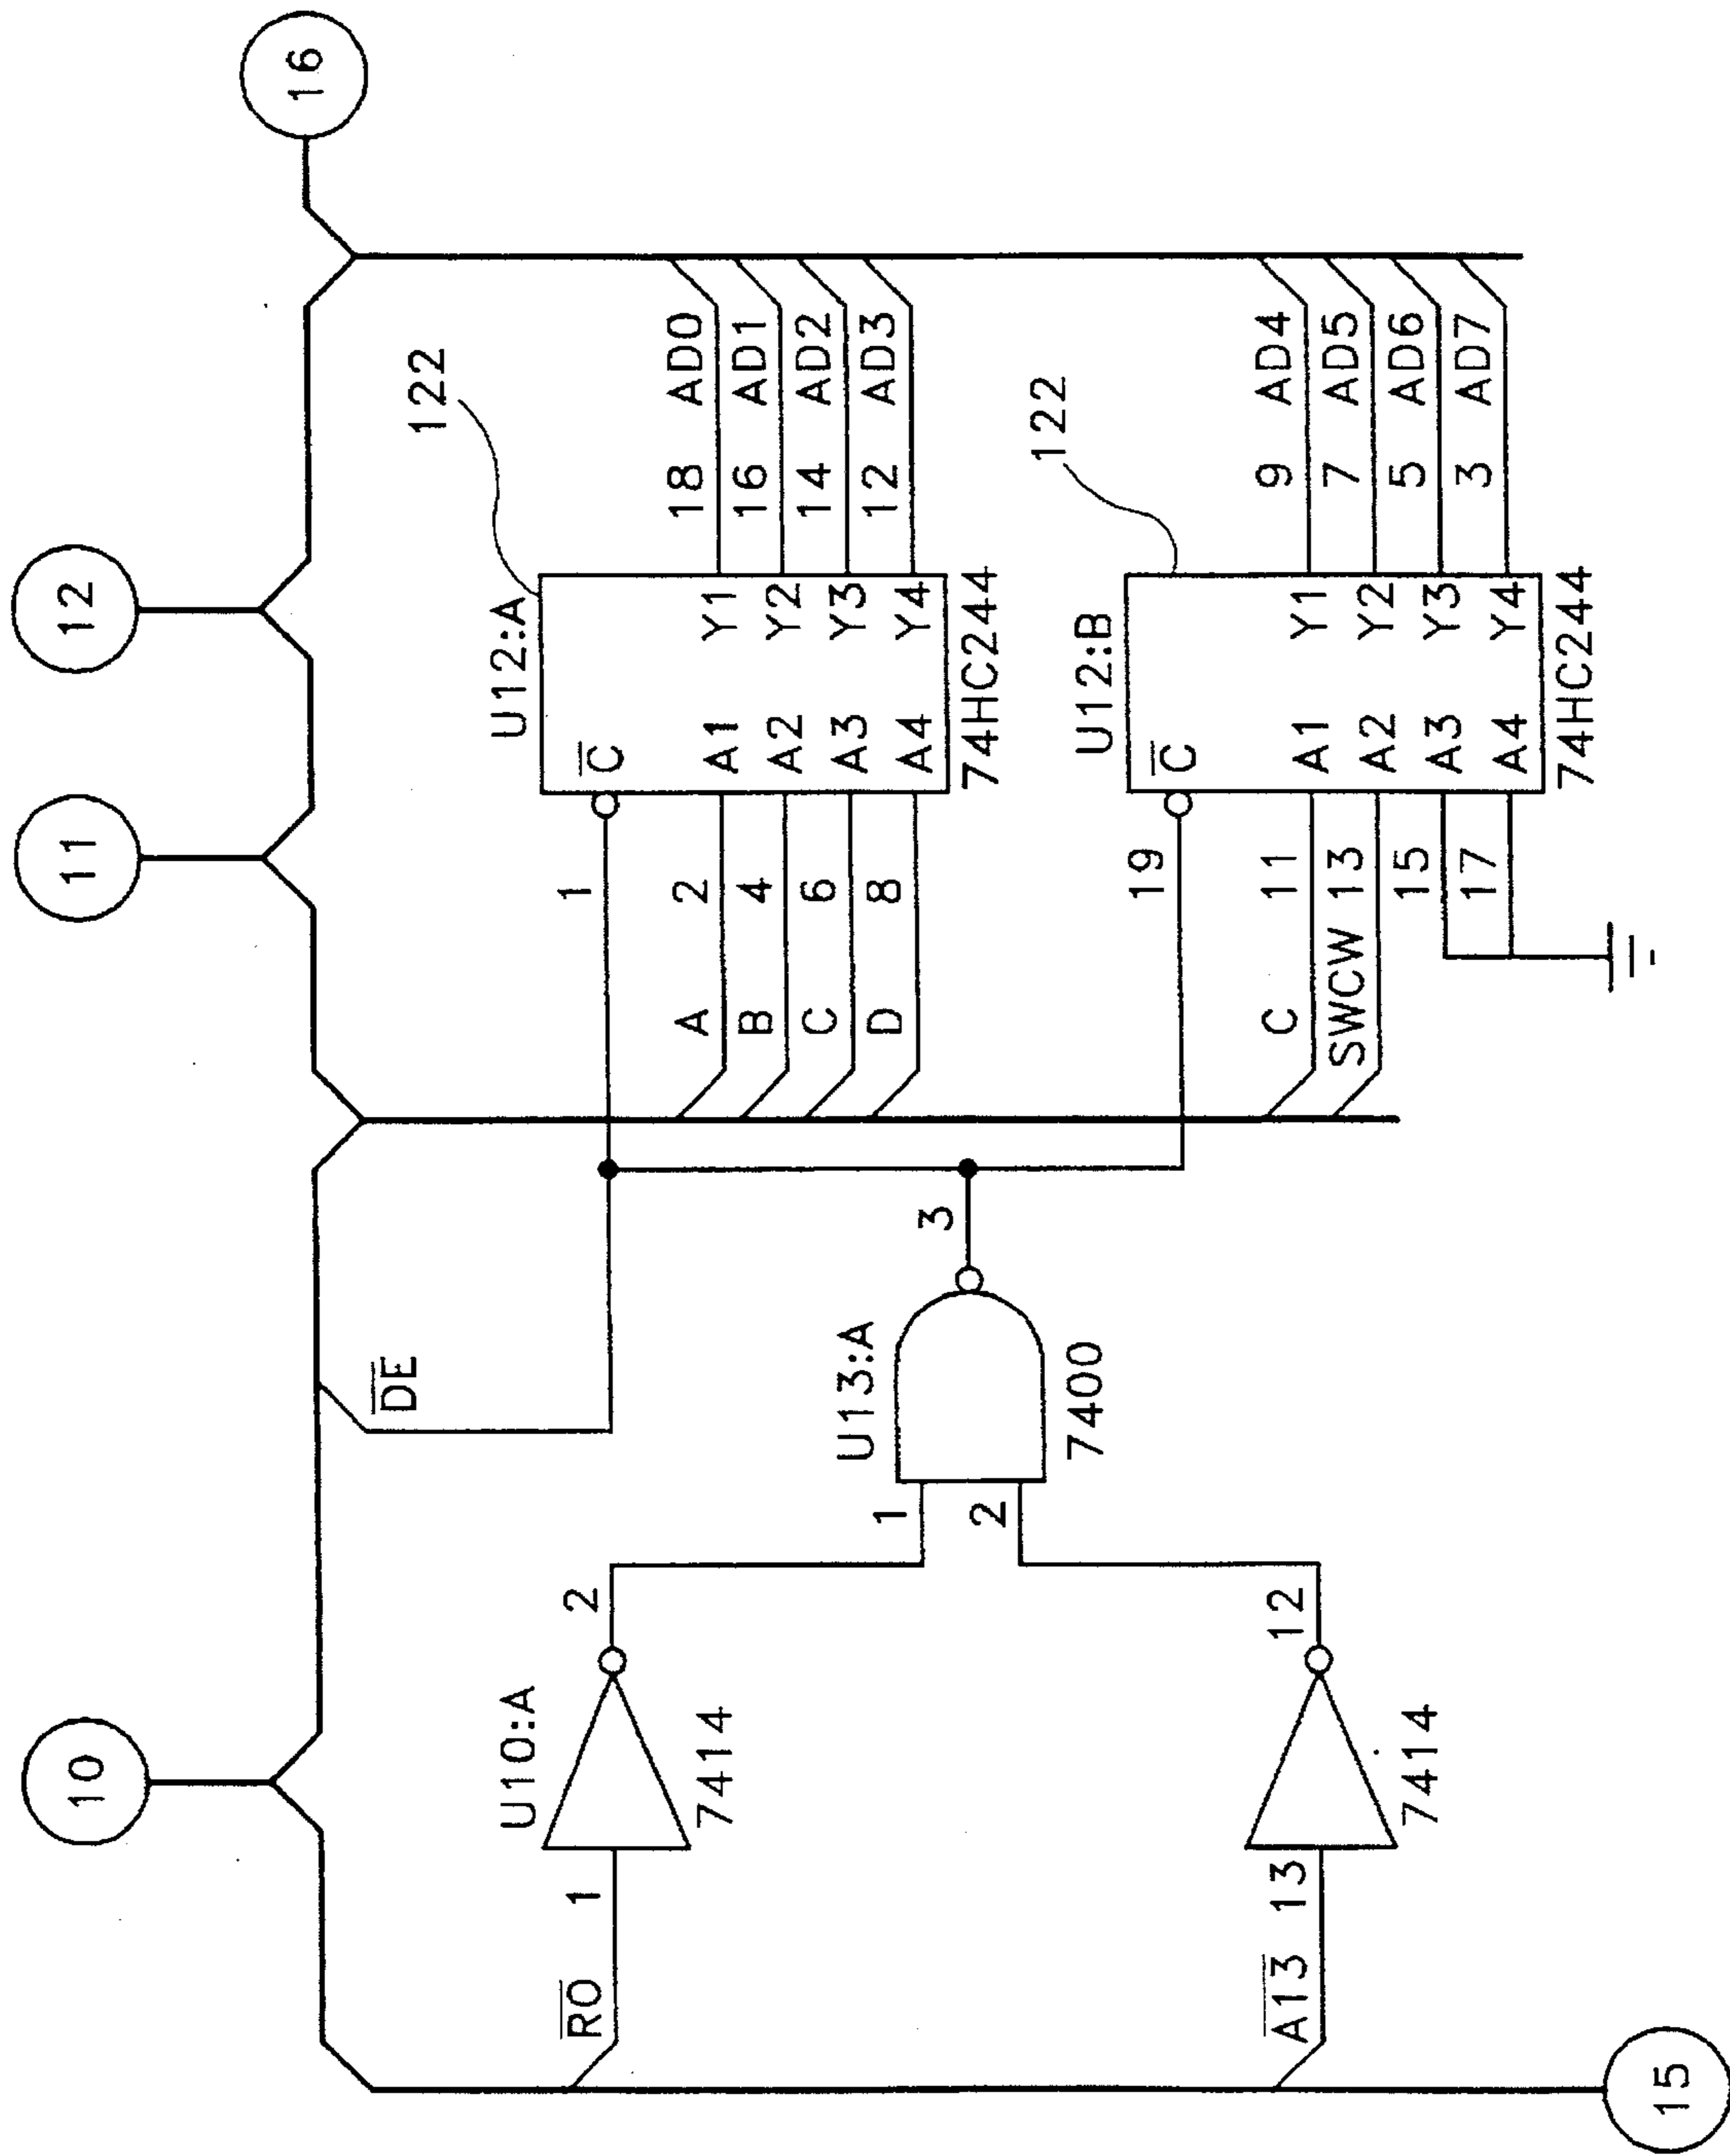 10
11
12
16
D̅E̅
122
U12:A
C̅
1
A 2 A1 Y1 18 AD0
B 4 A2 Y2 16 AD1
C 6 A3 Y3 14 AD2
D 8 A4 Y4 12 AD3
74HC244
U10:A
R̅O̅ 1
2
7414
U13:A
1
2
3
7400
122
U12:B
C̅
19
C 11 A1 Y1 9 AD4
SWCW 13 A2 Y2 7 AD5
15 A3 Y3 5 AD6
17 A4 Y4 3 AD7
74HC244
A̅1̅3̅ 13
12
7414
15